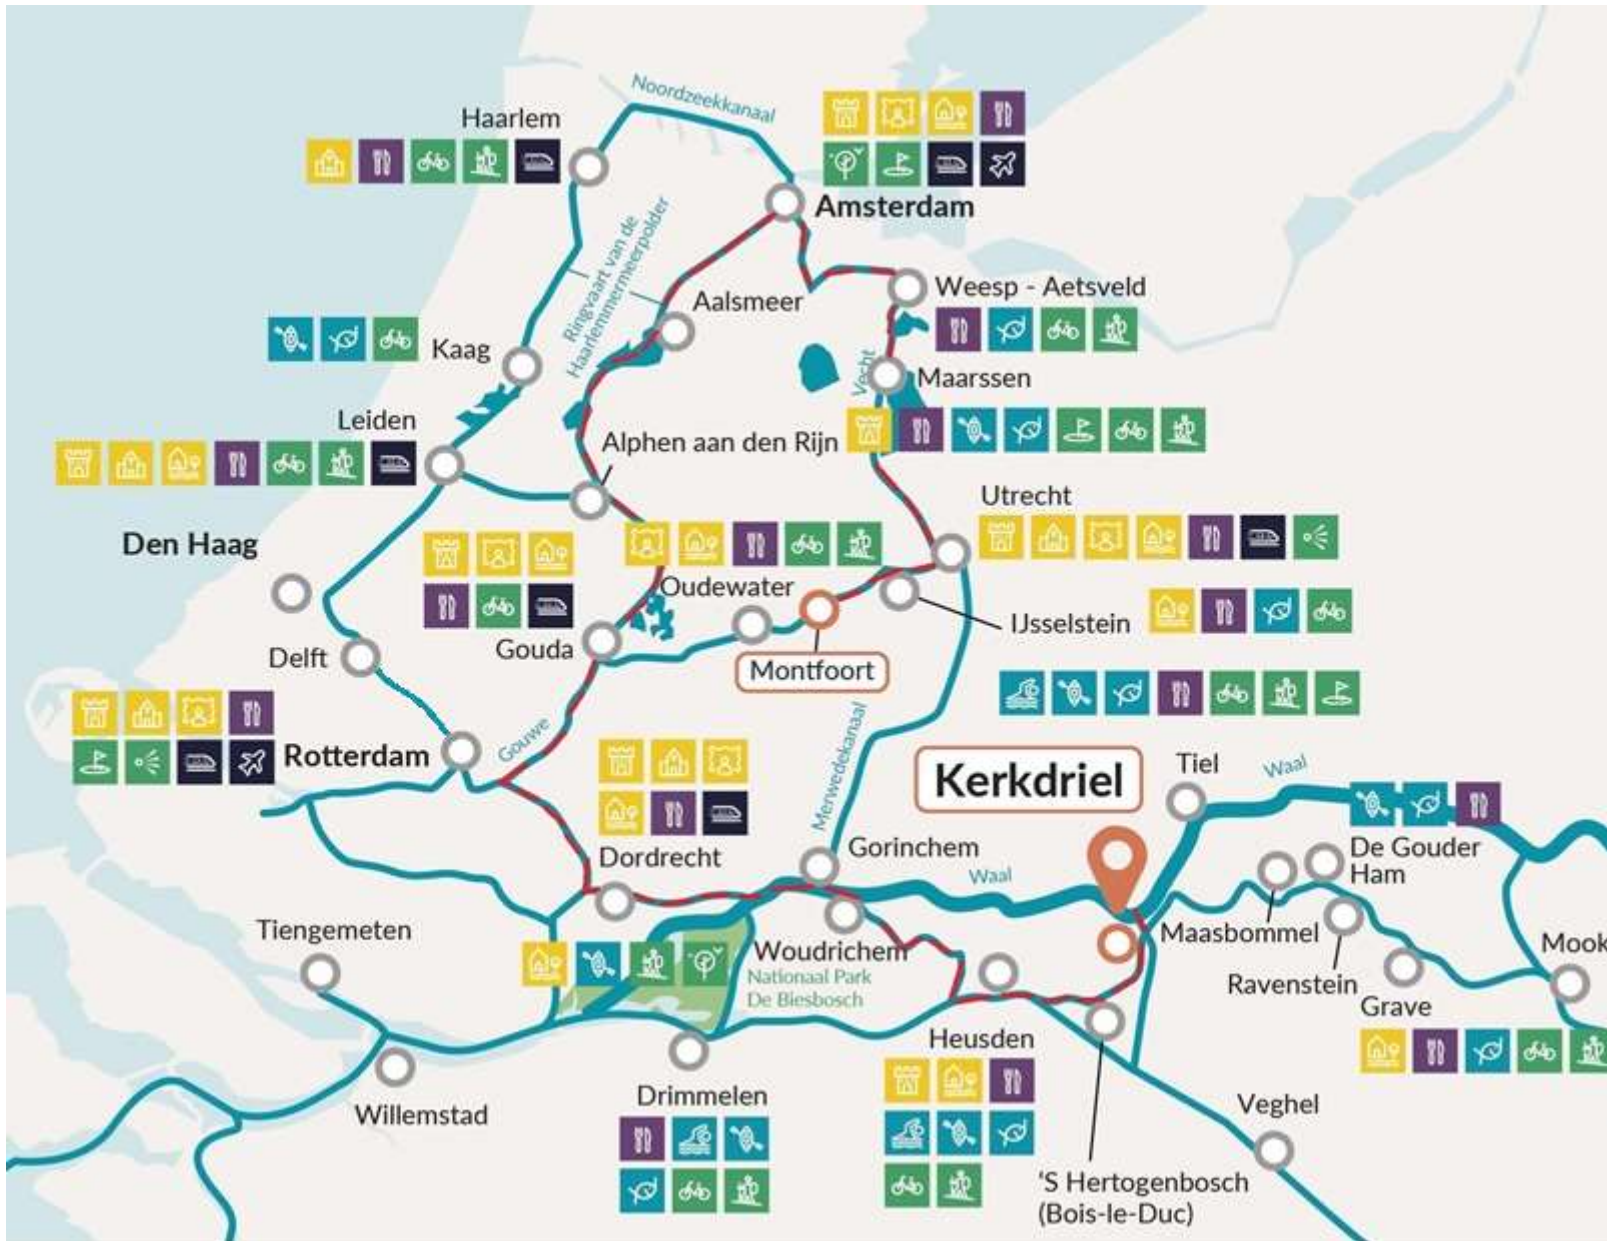 Noordzeekkanaal
Haarlem
Amsterdam
Ringvaart van de
Haarlemmermeerpolder
Aalsmeer
Weesp - Aetsveld
Kaag
Vecht
Maarssen
Leiden
Alphen aan den Rijn
Utrecht
Den Haag
Oudewater
IJsselstein
Gouda
Delft
Montfoort
Gouwe
Merwedekanaal
Rotterdam
Kerkdriel
Tiel
Waal
Dordrecht
Gorinchem
De Gouder
Ham
Waal
Tiengemeten
Woudrichem
Maasbommel
Mook
Nationaal Park
De Biesbosch
Ravenstein
Grave
Heusden
Drimmelen
Willemstad
Veghel
'S Hertogenbosch
(Bois-le-Duc)